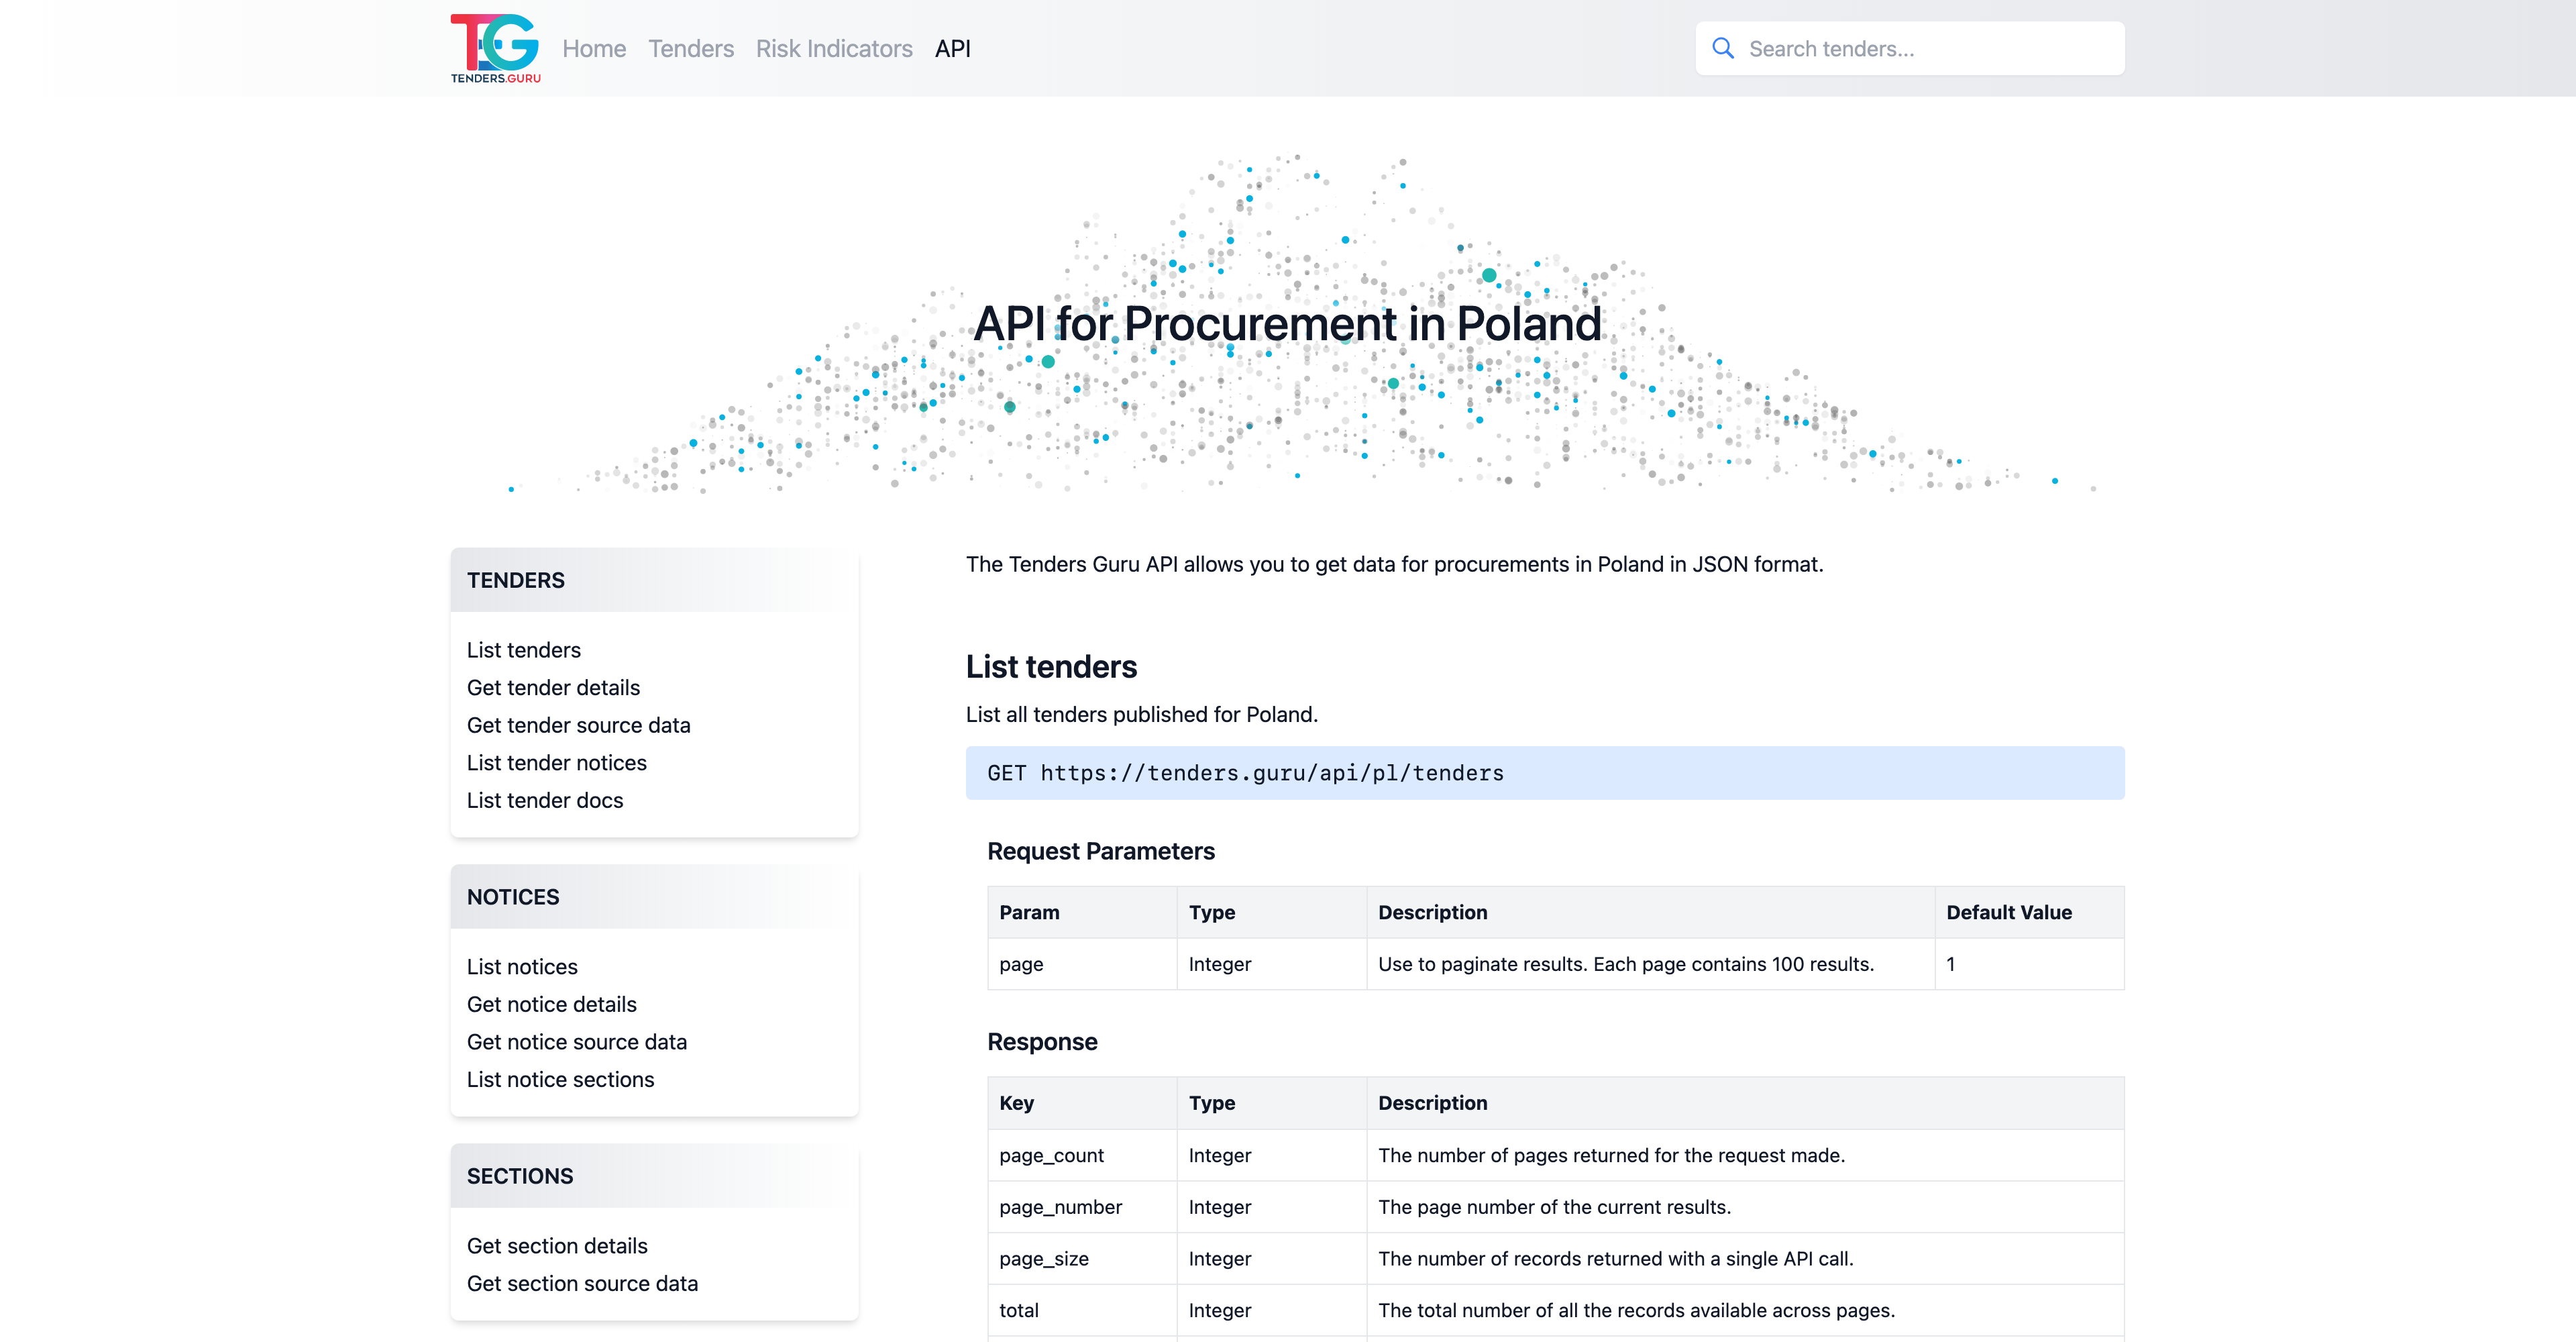 TENDERS.GURU
Home Tenders Risk Indicators API
Search tenders...
API for Procurement in Poland
TENDERS
List tenders
Get tender details
Get tender source data
List tender notices
List tender docs
NOTICES
List notices
Get notice details
Get notice source data
List notice sections
SECTIONS
Get section details
Get section source data
The Tenders Guru API allows you to get data for procurements in Poland in JSON format.
List tenders
List all tenders published for Poland.
GET https://tenders.guru/api/pl/tenders
Request Parameters
Param Type Description Default Value
page Integer Use to paginate results. Each page contains 100 results. 1
Response
Key Type Description
page_count Integer The number of pages returned for the request made.
page_number Integer The page number of the current results.
page_size Integer The number of records returned with a single API call.
total Integer The total number of all the records available across pages.